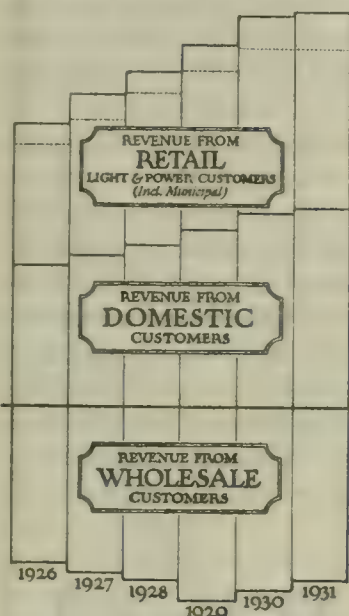 REVENUE FROM
RETAIL
LIGHT & POWER CUSTOMERS
(Incl. Municipal)
REVENUE FROM
DOMESTIC
CUSTOMERS
REVENUE FROM
WHOLESALE
CUSTOMERS
1926 1927 1928 1929 1930 1931